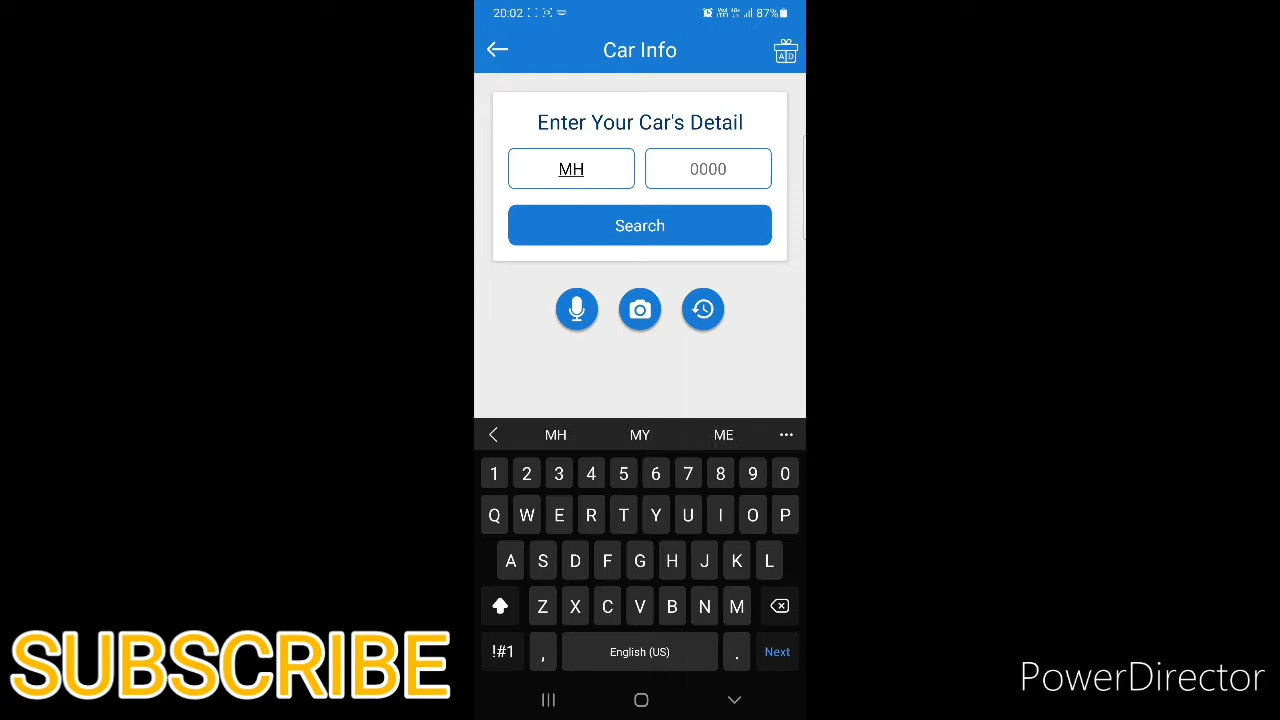 20:02
87%
Car Info
AD
Enter Your Car's Detail
MH 0000
Search
MH MY ME
1 2 3 4 5 6 7 8 9 0
Q W E R T Y U I O P
A S D F G H J K L
Z X C V B N M
!#1 , English (US) . Next
SUBSCRIBE
PowerDirector